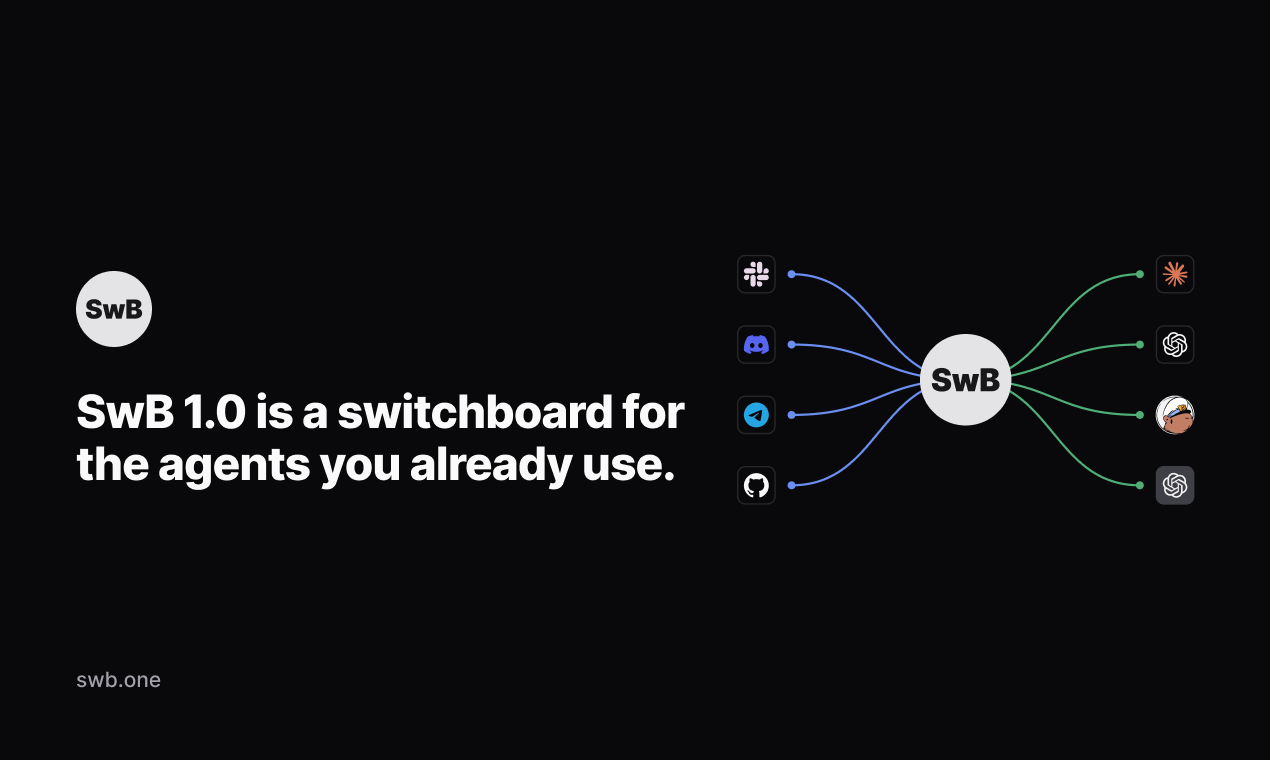 SwB
SwB 1.0 is a switchboard for
the agents you already use.
SwB
swb.one